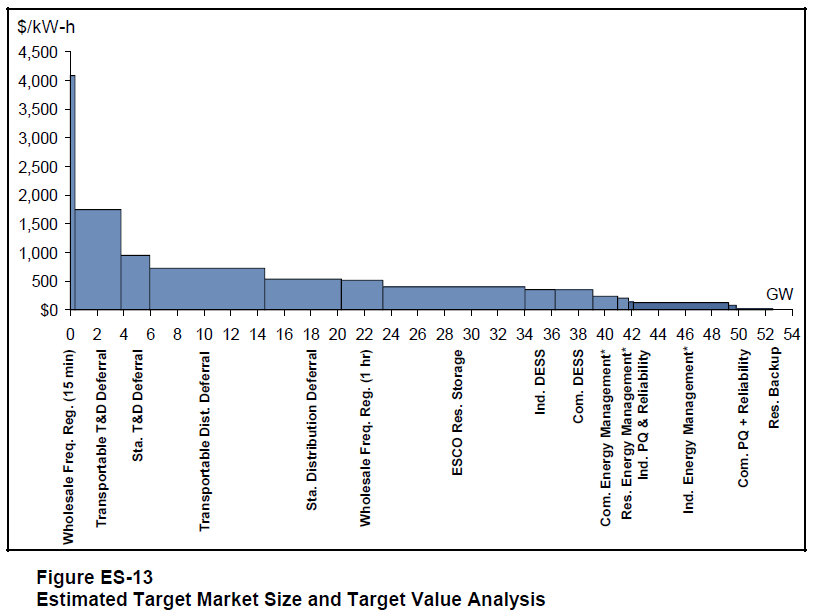 $/kW-h
4,500
4,000
3,500
3,000
2,500
2,000
1,500
1,000
500
$0
GW
0 2 4 6 8 10 12 14 16 18 20 22 24 26 28 30 32 34 36 38 40 42 44 46 48 50 52 54
Wholesale Freq. Reg. (15 min)
Transportable T&D Deferral
Sta. T&D Deferral
Transportable Dist. Deferral
Sta. Distribution Deferral
Wholesale Freq. Reg. (1 hr)
ESCO Res. Storage
Ind. DESS
Com. DESS
Com. Energy Management*
Res. Energy Management*
Ind. PQ & Reliability
Ind. Energy Management*
Com. PQ + Reliability
Res. Backup
Figure ES-13
Estimated Target Market Size and Target Value Analysis